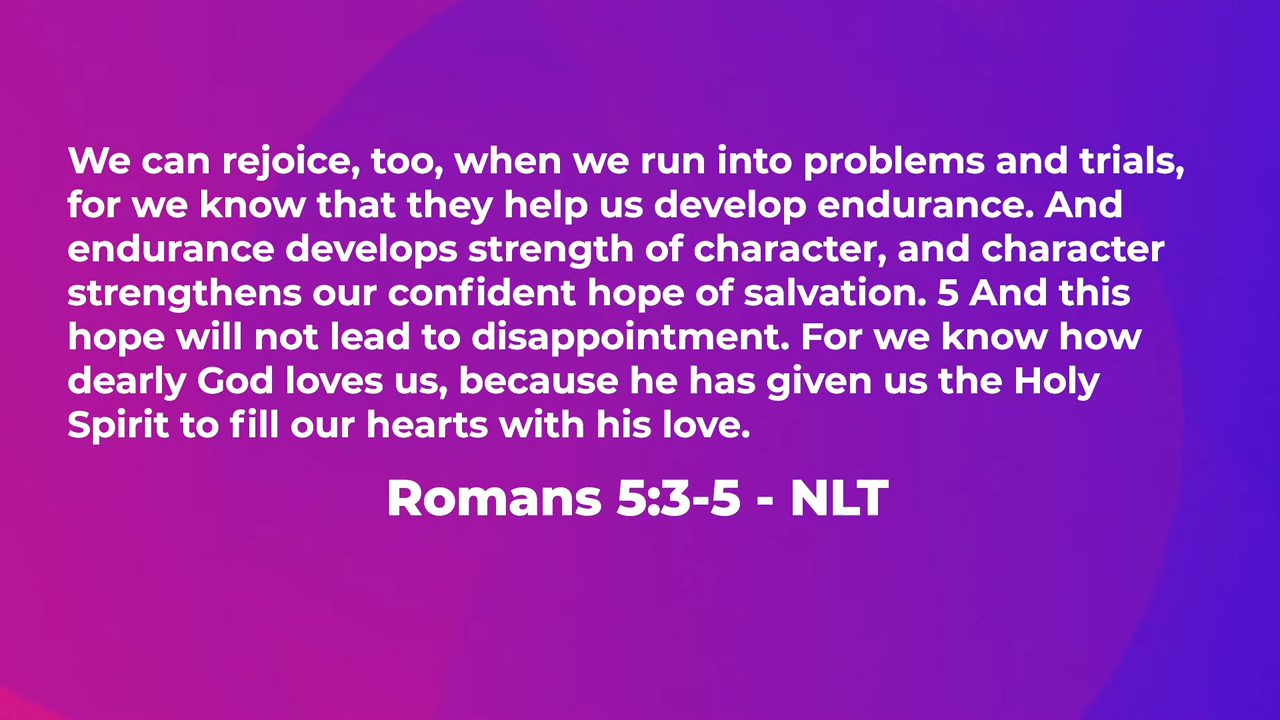 We can rejoice, too, when we run into problems and trials,
for we know that they help us develop endurance. And
endurance develops strength of character, and character
strengthens our confident hope of salvation. 5 And this
hope will not lead to disappointment. For we know how
dearly God loves us, because he has given us the Holy
Spirit to fill our hearts with his love.
Romans 5:3-5 - NLT